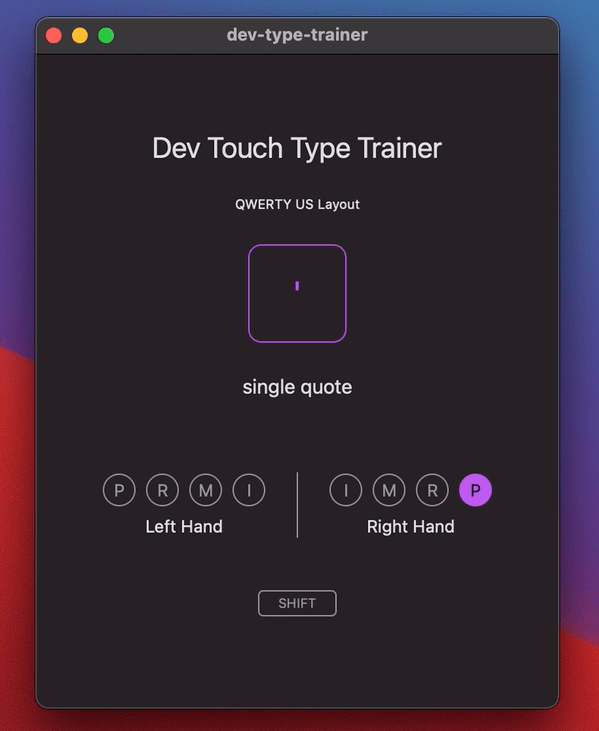 dev-type-trainer
Dev Touch Type Trainer
QWERTY US Layout
'
single quote
P R M I I M R P
Left Hand Right Hand
SHIFT